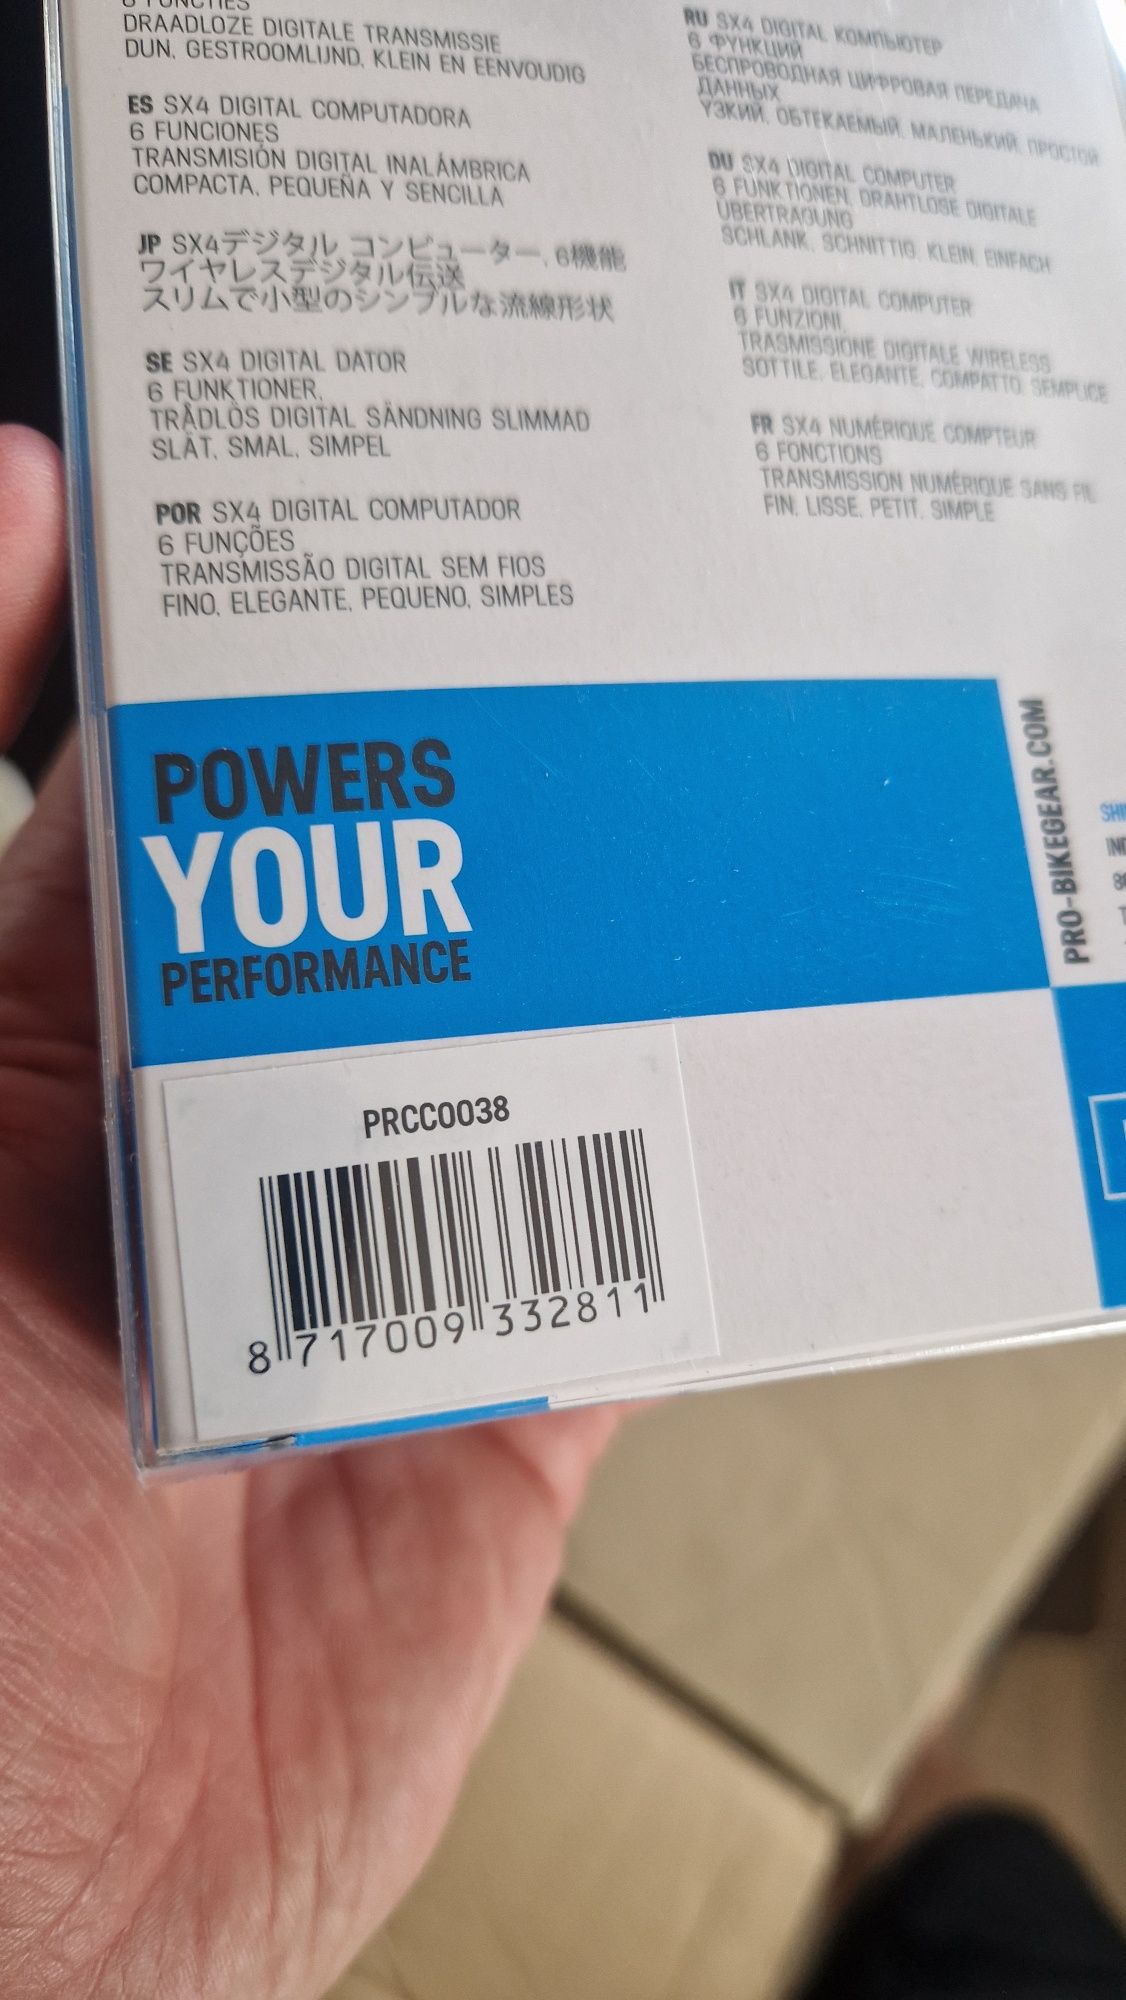 6 FUNCTIES
DRAADLOZE DIGITALE TRANSMISSIE
DUN, GESTROOMLIJND, KLEIN EN EENVOUDIG
ES SX4 DIGITAL COMPUTADORA
6 FUNCIONES
TRANSMISIÓN DIGITAL INALÁMBRICA
COMPACTA, PEQUEÑA Y SENCILLA
JP SX4デジタル コンピューター, 6機能
ワイヤレスデジタル伝送
スリムで小型のシンプルな流線形状
SE SX4 DIGITAL DATOR
6 FUNKTIONER,
TRÅDLÖS DIGITAL SÄNDNING SLIMMAD
SLÄT, SMAL, SIMPEL
POR SX4 DIGITAL COMPUTADOR
6 FUNÇÕES
TRANSMISSÃO DIGITAL SEM FIOS
FINO, ELEGANTE, PEQUENO, SIMPLES
RU SX4 DIGITAL КОМПЬЮТЕР
6 ФУНКЦИЙ
БЕСПРОВОДНАЯ ЦИФРОВАЯ ПЕРЕДАЧА
ДАННЫХ
УЗКИЙ, ОБТЕКАЕМЫЙ, МАЛЕНЬКИЙ, ПРОСТОЙ
DU SX4 DIGITAL COMPUTER
6 FUNKTIONEN, DRAHTLOSE DIGITALE
ÜBERTRAGUNG
SCHLANK, SCHNITTIG, KLEIN, EINFACH
IT SX4 DIGITAL COMPUTER
6 FUNZIONI,
TRASMISSIONE DIGITALE WIRELESS
SOTTILE, ELEGANTE, COMPATTO, SEMPLICE
FR SX4 NUMÉRIQUE COMPTEUR
6 FONCTIONS
TRANSMISSION NUMÉRIQUE SANS FIL
FIN, LISSE, PETIT, SIMPLE
POWERS
YOUR
PERFORMANCE
PRO-BIKEGEAR.COM
PRCC0038
8 717009 332811